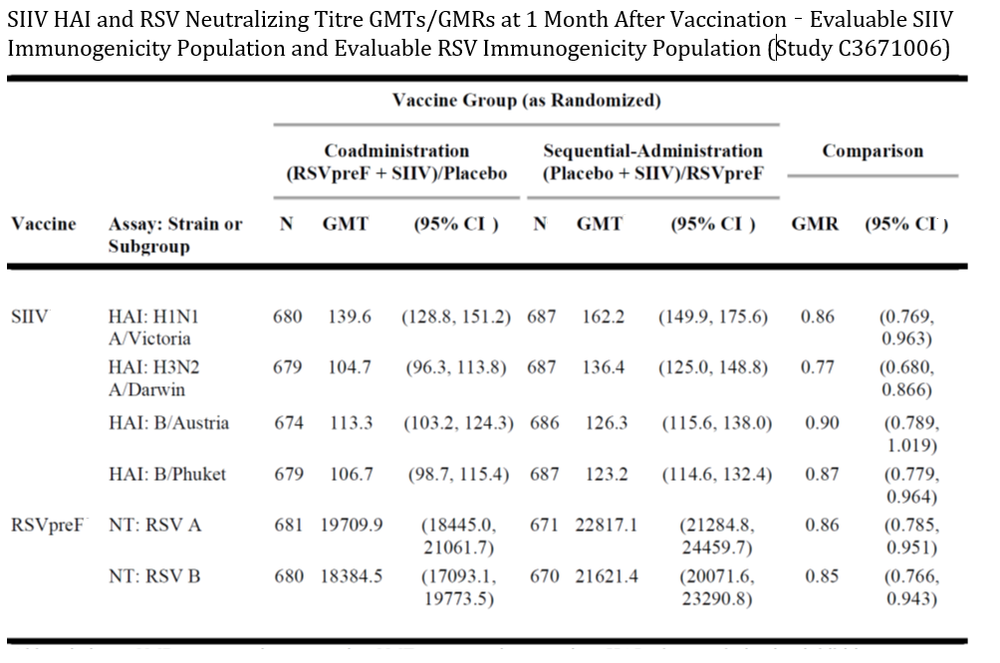 SIIV HAI and RSV Neutralizing Titre GMTs/GMRs at 1 Month After Vaccination – Evaluable SIIV
Immunogenicity Population and Evaluable RSV Immunogenicity Population (Study C3671006)
Vaccine Group (as Randomized)
Coadministration Sequential-Administration Comparison
(RSVpreF + SIIV)/Placebo (Placebo + SIIV)/RSVpreF
Vaccine Assay: Strain or N GMT (95% CI ) N GMT (95% CI ) GMR (95% CI )
Subgroup
SIIV HAI: H1N1 680 139.6 (128.8, 151.2) 687 162.2 (149.9, 175.6) 0.86 (0.769,
A/Victoria 0.963)
HAI: H3N2 679 104.7 (96.3, 113.8) 687 136.4 (125.0, 148.8) 0.77 (0.680,
A/Darwin 0.866)
HAI: B/Austria 674 113.3 (103.2, 124.3) 686 126.3 (115.6, 138.0) 0.90 (0.789,
1.019)
HAI: B/Phuket 679 106.7 (98.7, 115.4) 687 123.2 (114.6, 132.4) 0.87 (0.779,
0.964)
RSVpreF NT: RSV A 681 19709.9 (18445.0, 671 22817.1 (21284.8, 0.86 (0.785,
21061.7) 24459.7) 0.951)
NT: RSV B 680 18384.5 (17093.1, 670 21621.4 (20071.6, 0.85 (0.766,
19773.5) 23290.8) 0.943)